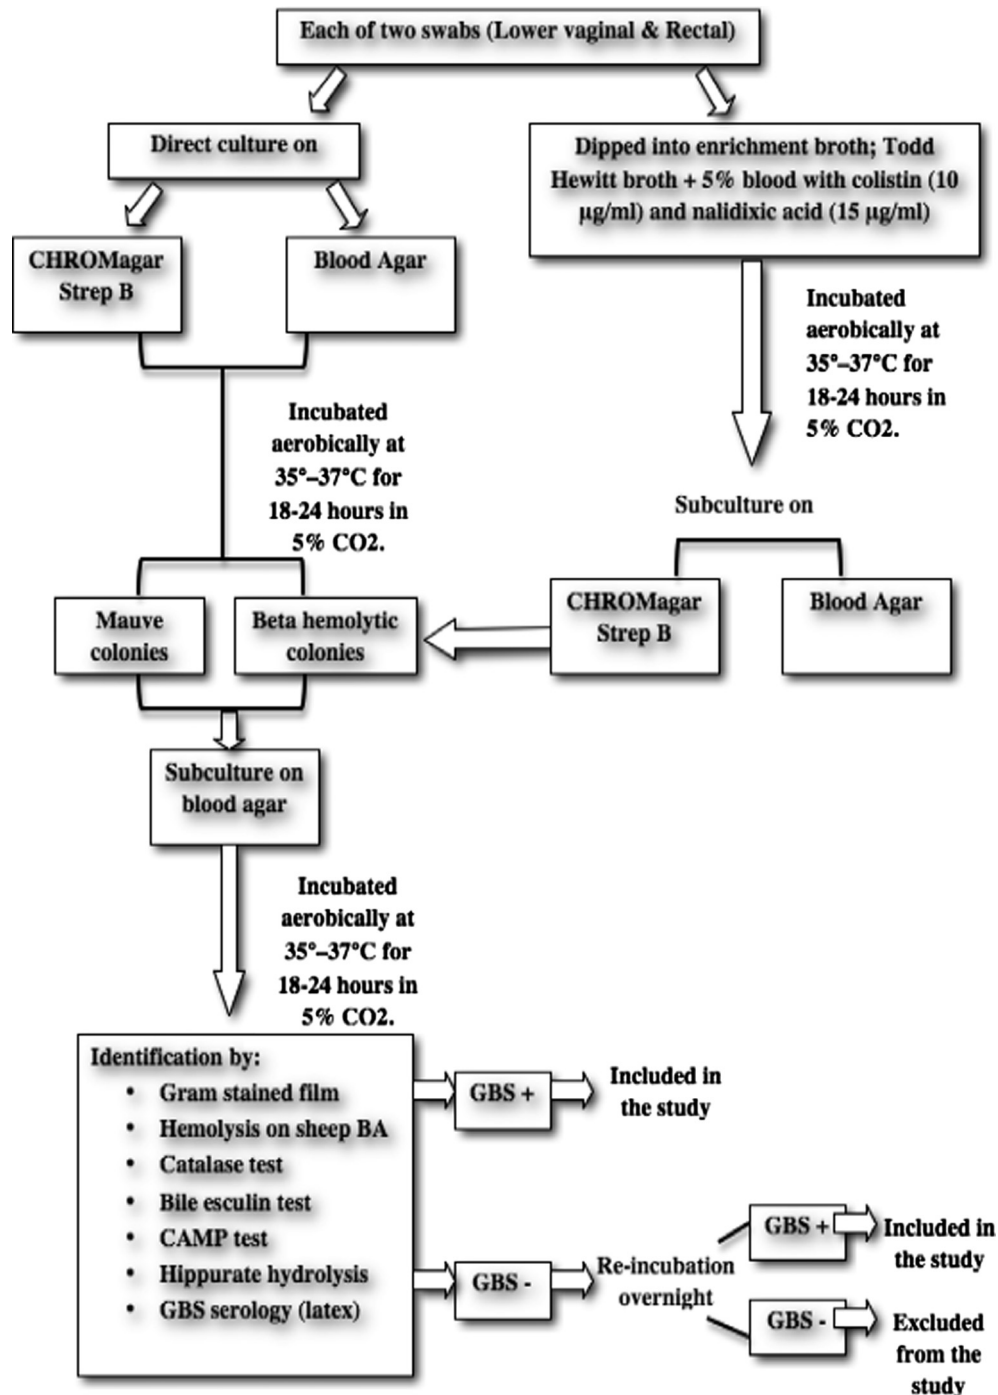 Each of two swabs (Lower vaginal & Rectal)
Direct culture on
Dipped into enrichment broth; Todd
Hewitt broth + 5% blood with colistin (10
µg/ml) and nalidixic acid (15 µg/ml)
CHROMagar
Strep B
Blood Agar
Incubated
aerobically at
35°–37°C for
18-24 hours in
5% CO2.
Incubated
aerobically at
35°–37°C for
18-24 hours in
5% CO2.
Subculture on
CHROMagar
Strep B
Blood Agar
Mauve
colonies
Beta hemolytic
colonies
Subculture on
blood agar
Incubated
aerobically at
35°–37°C for
18-24 hours in
5% CO2.
Identification by:
• Gram stained film
• Hemolysis on sheep BA
• Catalase test
• Bile esculin test
• CAMP test
• Hippurate hydrolysis
• GBS serology (latex)
GBS +
Included in
the study
GBS -
Re-incubation
overnight
GBS +
Included in
the study
GBS -
Excluded
from the
study